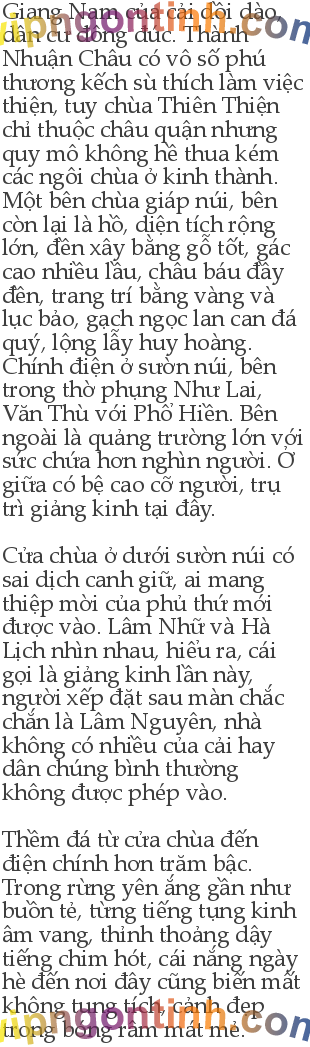 Giang Nam của cải dồi dào,
dân cư đông đúc. Thành
Nhuận Châu có vô số phú
thương kếch sù thích làm việc
thiện, tuy chùa Thiên Thiện
chỉ thuộc châu quận nhưng
quy mô không hề thua kém
các ngôi chùa ở kinh thành.
Một bên chùa giáp núi, bên
còn lại là hồ, diện tích rộng
lớn, đền xây bằng gỗ tốt, gác
cao nhiều lầu, châu báu đầy
đền, trang trí bằng vàng và
lục bảo, gạch ngọc lan can đá
quý, lộng lẫy huy hoàng.
Chính điện ở sườn núi, bên
trong thờ phụng Như Lai,
Văn Thù với Phổ Hiền. Bên
ngoài là quảng trường lớn với
sức chứa hơn nghìn người. Ở
giữa có bệ cao cỡ người, trụ
trì giảng kinh tại đây.

Cửa chùa ở dưới sườn núi có
sai dịch canh giữ, ai mang
thiệp mời của phủ thứ mới
được vào. Lâm Nhữ và Hà
Lịch nhìn nhau, hiểu ra, cái
gọi là giảng kinh lần này,
người xếp đặt sau màn chắc
chắn là Lâm Nguyên, nhà
không có nhiều của cải hay
dân chúng bình thường
không được phép vào.

Thềm đá từ cửa chùa đến
điện chính hơn trăm bậc.
Trong rừng yên ắng gần như
buồn tẻ, từng tiếng tụng kinh
âm vang, thỉnh thoảng dậy
tiếng chim hót, cái nắng ngày
hè đến nơi đây cũng biến mất
không tung tích, cảnh đẹp
trong bóng râm mát mẻ.